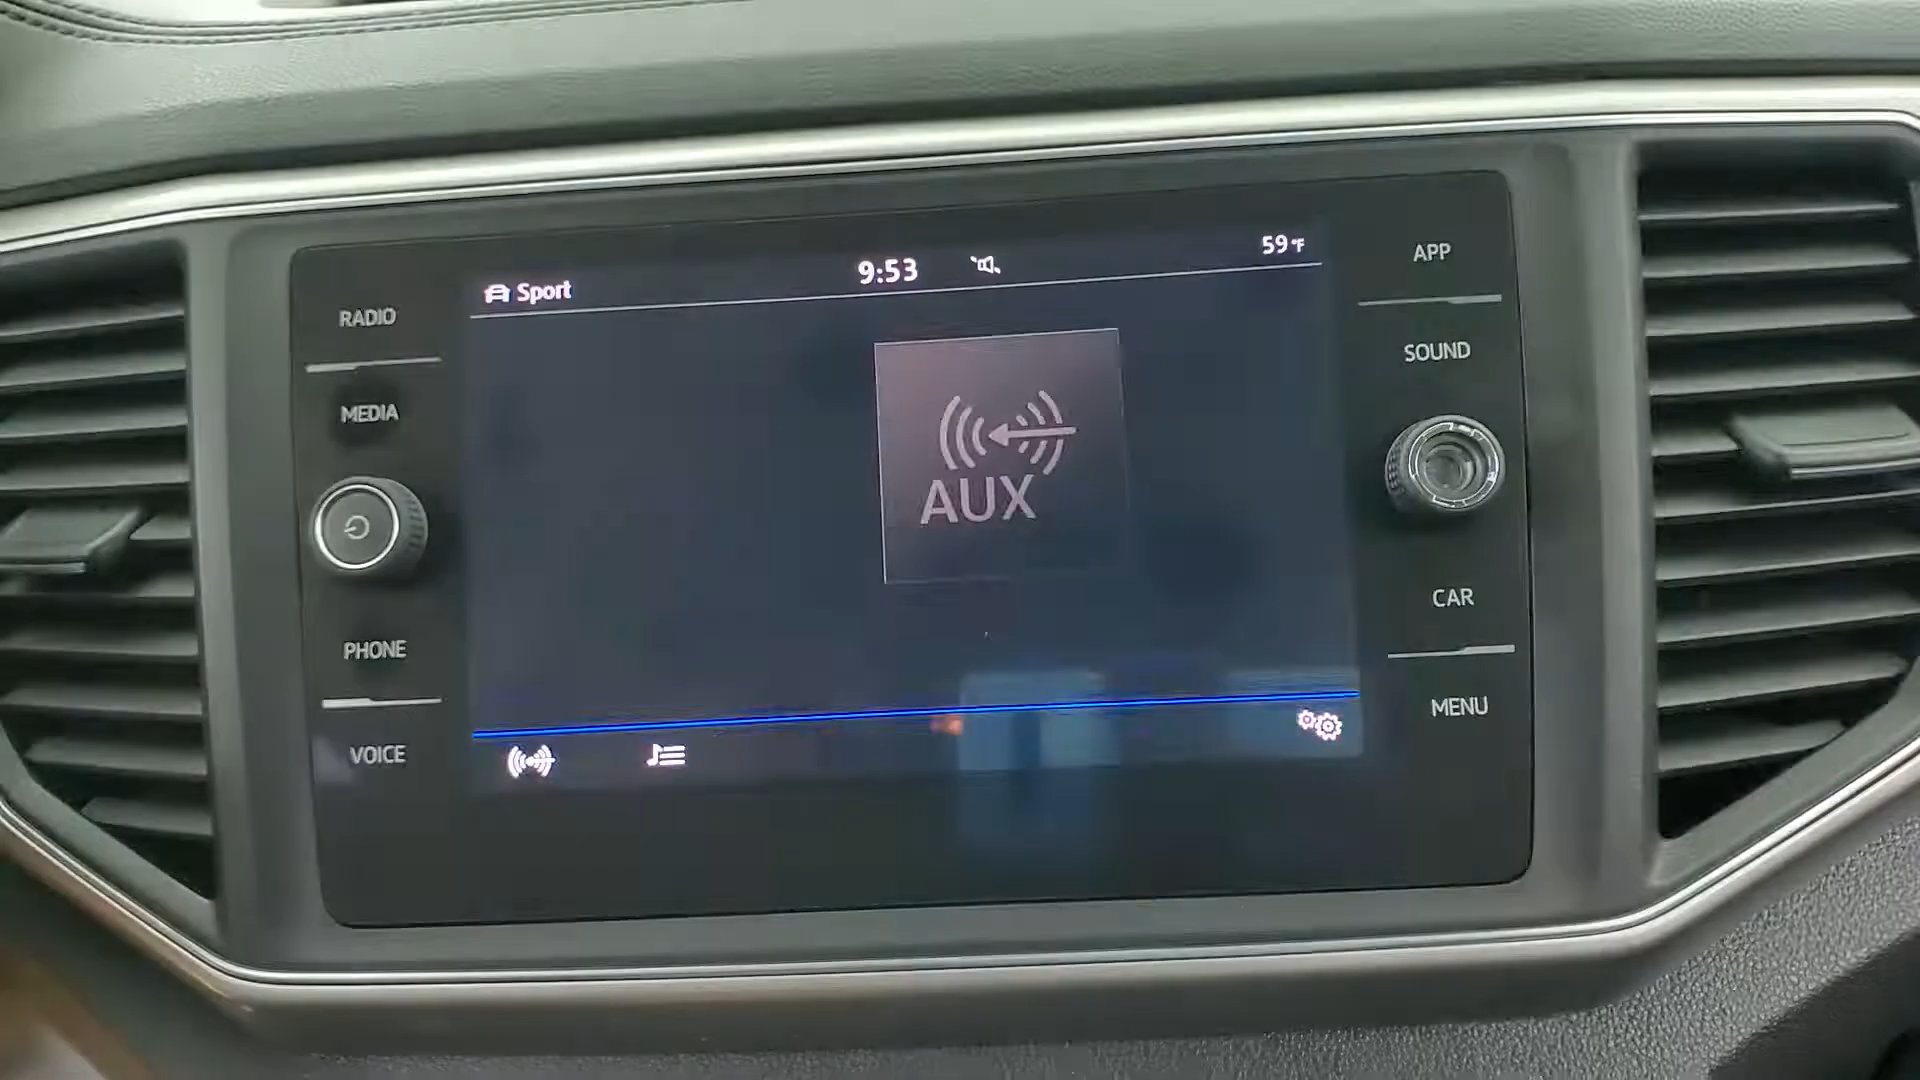 Sport
9:53
59°F
RADIO
MEDIA
PHONE
VOICE
AUX
APP
SOUND
CAR
MENU